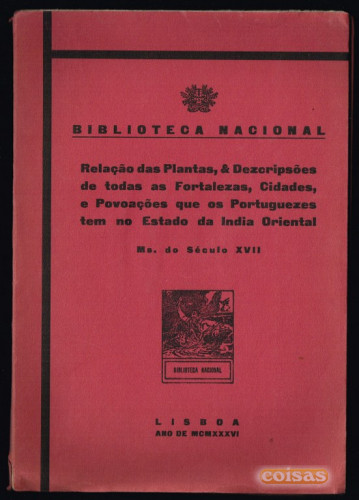 BIBLIOTECA NACIONAL
Relação das Plantas, & Dezcripsões
de todas as Fortalezas, Cidades,
e Povoações que os Portuguezes
tem no Estado da India Oriental
Ms. do Século XVII
BIBLIOTECA NACIONAL
LISBOA
ANO DE MCMXXXVI
coisas